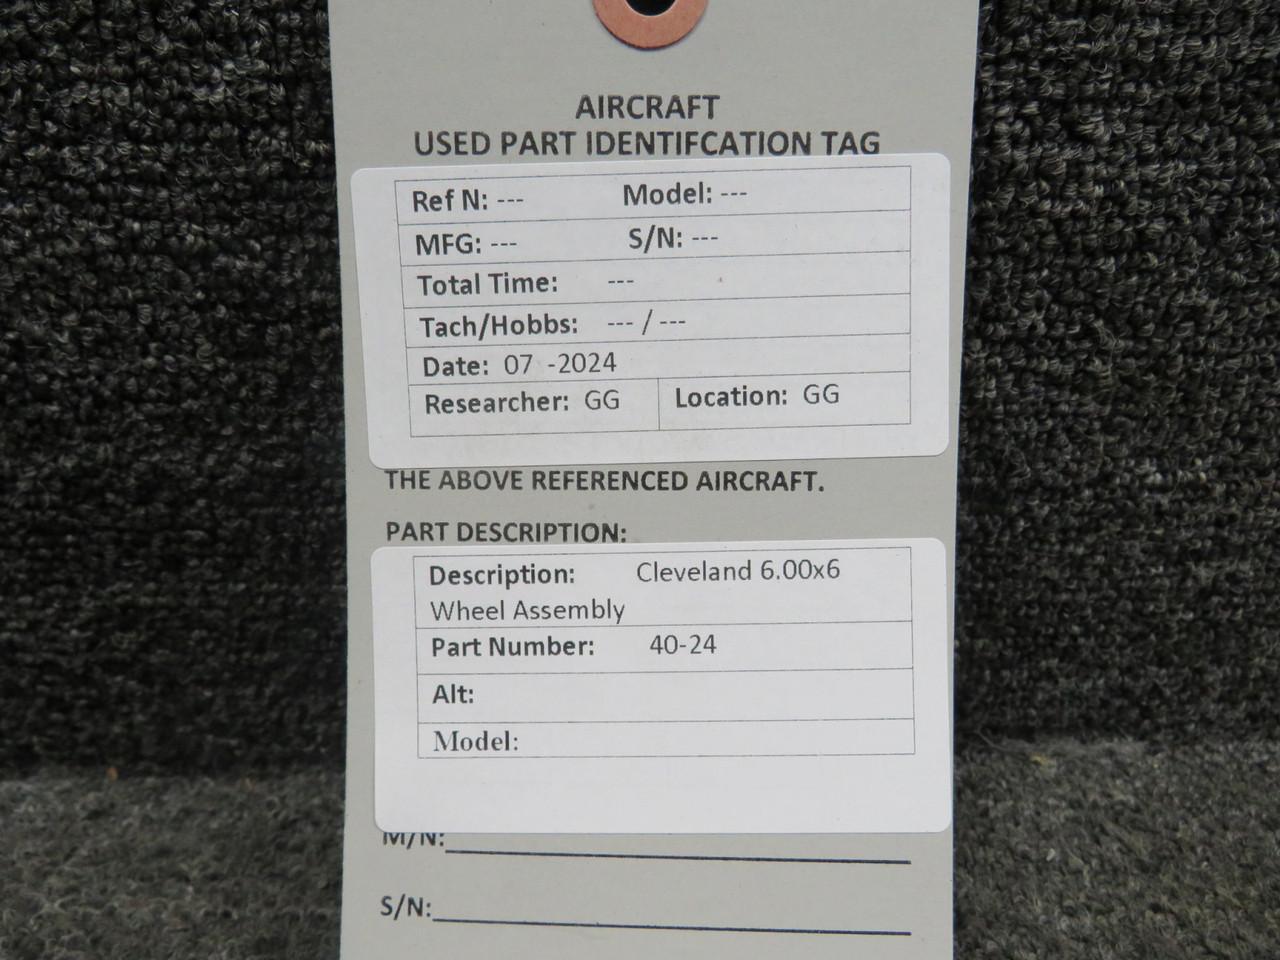 AIRCRAFT
USED PART IDENTIFCATION TAG
Ref N: --- Model: ---
MFG: --- S/N: ---
Total Time: ---
Tach/Hobbs: --- / ---
Date: 07 -2024
Researcher: GG Location: GG
THE ABOVE REFERENCED AIRCRAFT.
PART DESCRIPTION:
Description: Cleveland 6.00x6
Wheel Assembly
Part Number: 40-24
Alt:
Model:
M/N:
S/N: